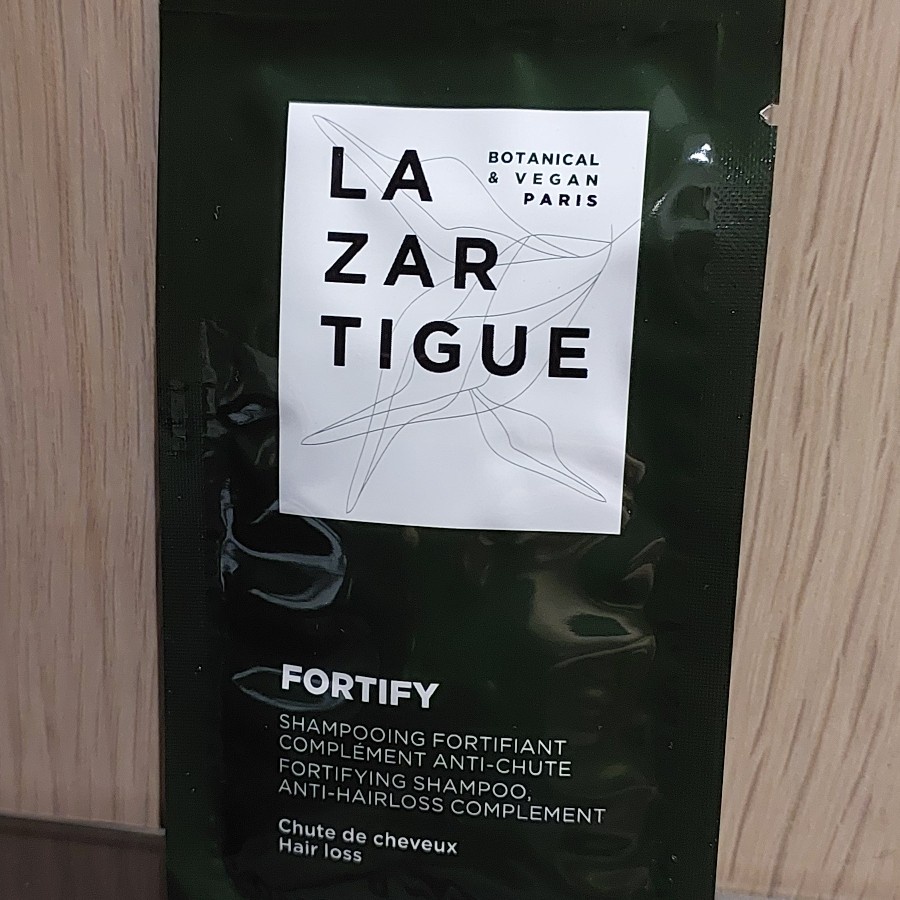 LA
ZAR
TIGUE
BOTANICAL
& VEGAN
PARIS
FORTIFY
SHAMPOOING FORTIFIANT
COMPLÉMENT ANTI-CHUTE
FORTIFYING SHAMPOO,
ANTI-HAIRLOSS COMPLEMENT
Chute de cheveux
Hair loss